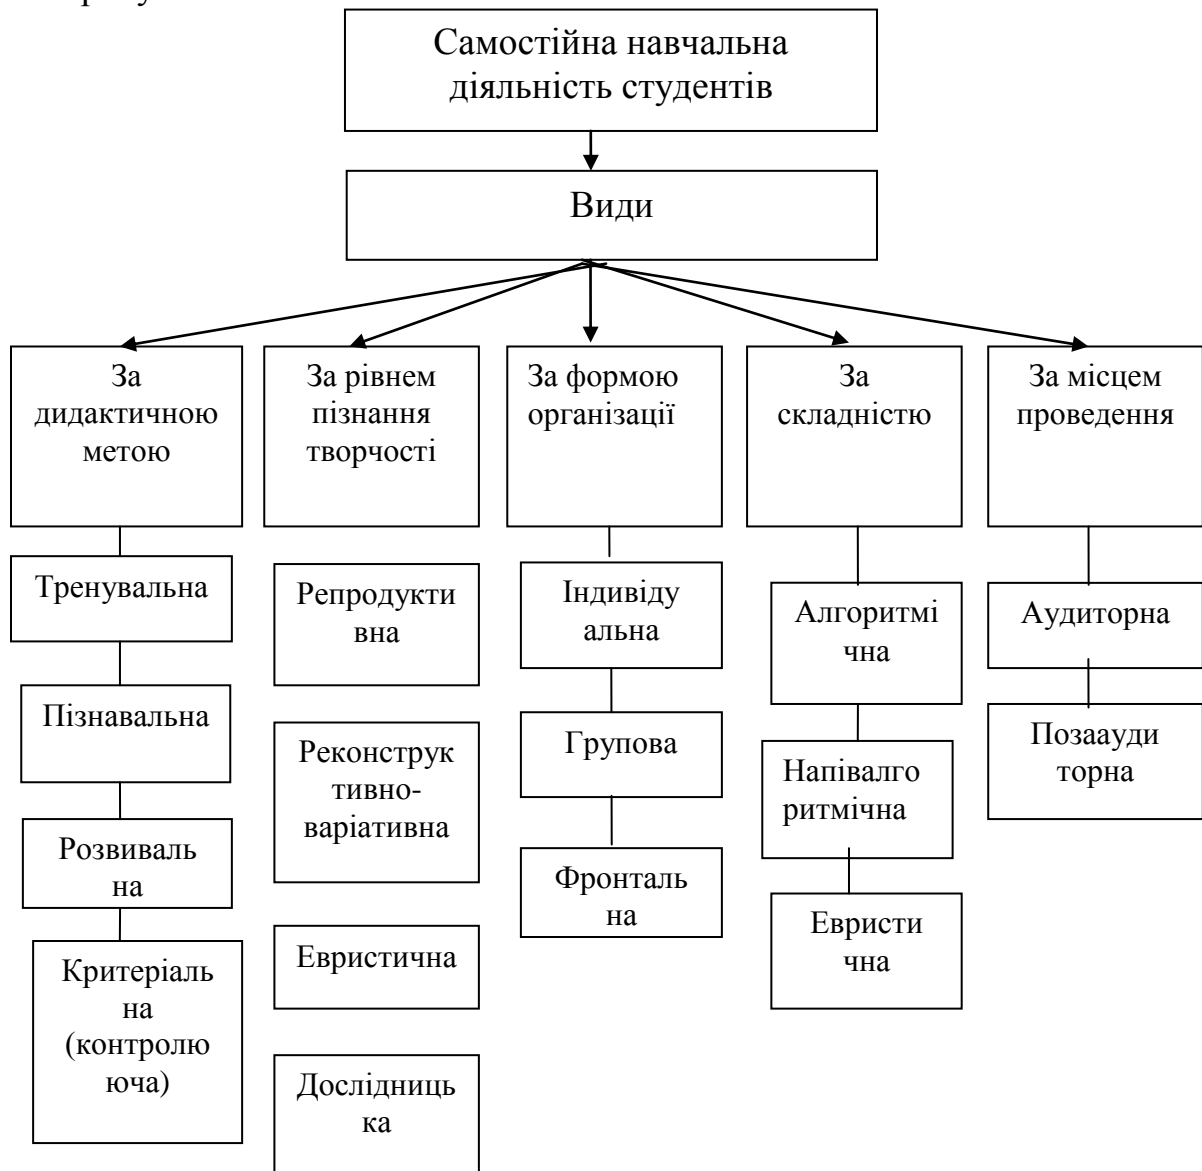 Самостійна навчальна
діяльність студентів
Види
За
дидактичною
метою
За рівнем
пізнання
творчості
За формою
організації
За
складністю
За місцем
проведення
Тренувальна
Пізнавальна
Розвиваль
на
Критеріаль
на
(контролю
юча)
Репродукти
вна
Реконструк
тивно-
варіативна
Евристична
Дослідниць
ка
Індивіду
альна
Групова
Фронталь
на
Алгоритмі
чна
Напівалго
ритмічна
Евристи
чна
Аудиторна
Позаауди
торна